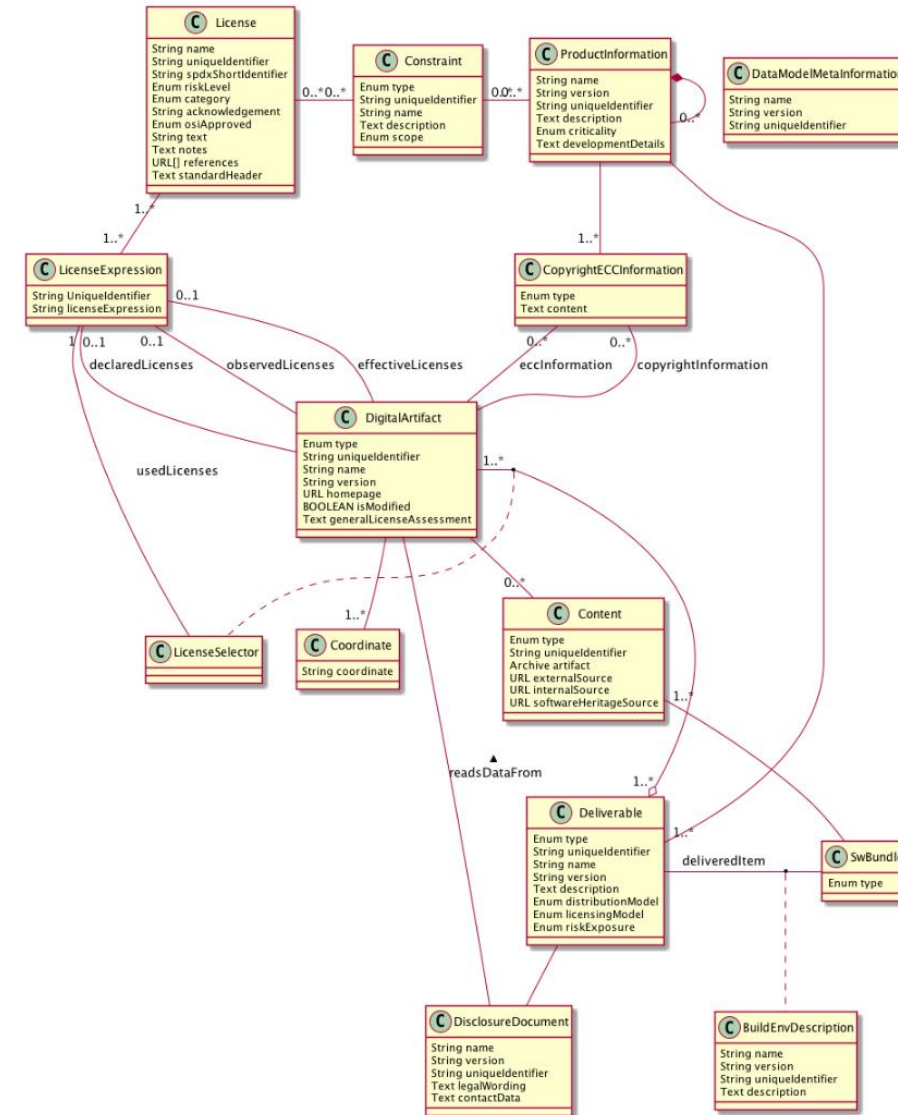 C License
String name
String uniqueIdentifier
String spdxShortIdentifier
Enum riskLevel
Enum category
String acknowledgement
Enum osiApproved
String text
Text notes
URL[] references
Text standardHeader
0..*
0..*
C Constraint
Enum type
String uniqueIdentifier
String name
Text description
Enum scope
0..*
C ProductInformation
String name
String version
String uniqueIdentifier
Text description
Enum criticality
Text developmentDetails
0..*
C DataModelMetaInformation
String name
String version
String uniqueIdentifier
1..*
1..*
1..*
C LicenseExpression
String UniqueIdentifier
String licenseExpression
0..1
C CopyrightECCInformation
Enum type
Text content
1
0..1
0..1
0..*
0..*
declaredLicenses
observedLicenses
effectiveLicenses
eccInformation
copyrightInformation
C DigitalArtifact
Enum type
String uniqueIdentifier
String name
String version
URL homepage
BOOLEAN isModified
Text generalLicenseAssessment
1..*
usedLicenses
0..*
1..*
C LicenseSelector
C Coordinate
String coordinate
C Content
Enum type
String uniqueIdentifier
Archive artifact
URL externalSource
URL internalSource
URL softwareHeritageSource
1..*
readsDataFrom
1..*
C Deliverable
Enum type
String uniqueIdentifier
String name
String version
Text description
Enum distributionModel
Enum licensingModel
Enum riskExposure
1..*
deliveredItem
C SwBundle
Enum type
C DisclosureDocument
String name
String version
String uniqueIdentifier
Text legalWording
Text contactData
C BuildEnvDescription
String name
String version
String uniqueIdentifier
Text description